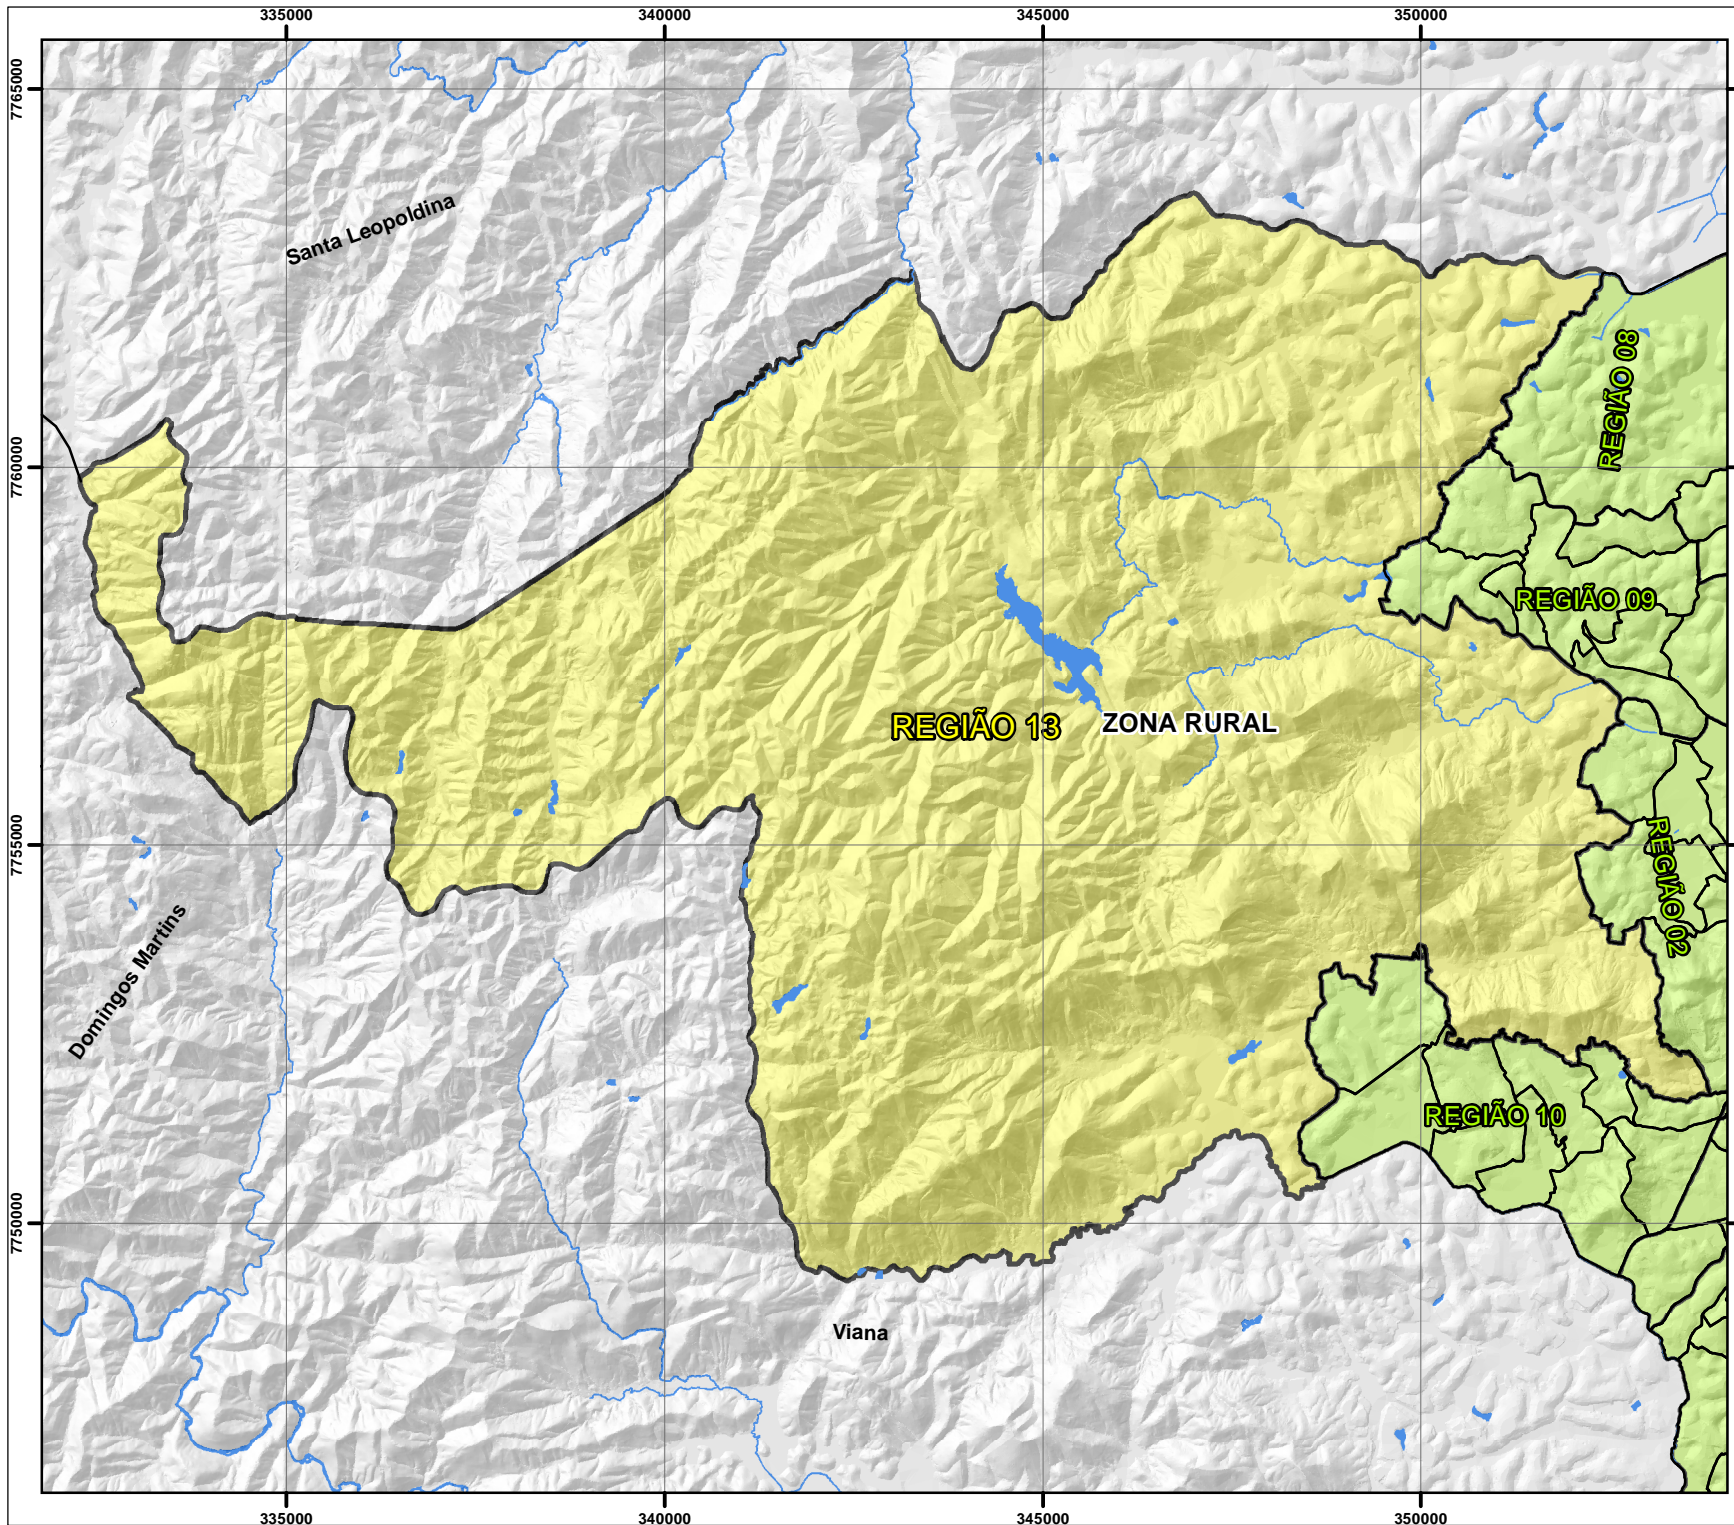 335000 340000 345000 350000
7765000
Santa Leopoldina
REGIÃO 08
7760000
REGIÃO 09
REGIÃO 13 ZONA RURAL
7755000
REGIÃO 02
Domingos Martins
REGIÃO 10
7750000
Viana
335000 340000 345000 350000